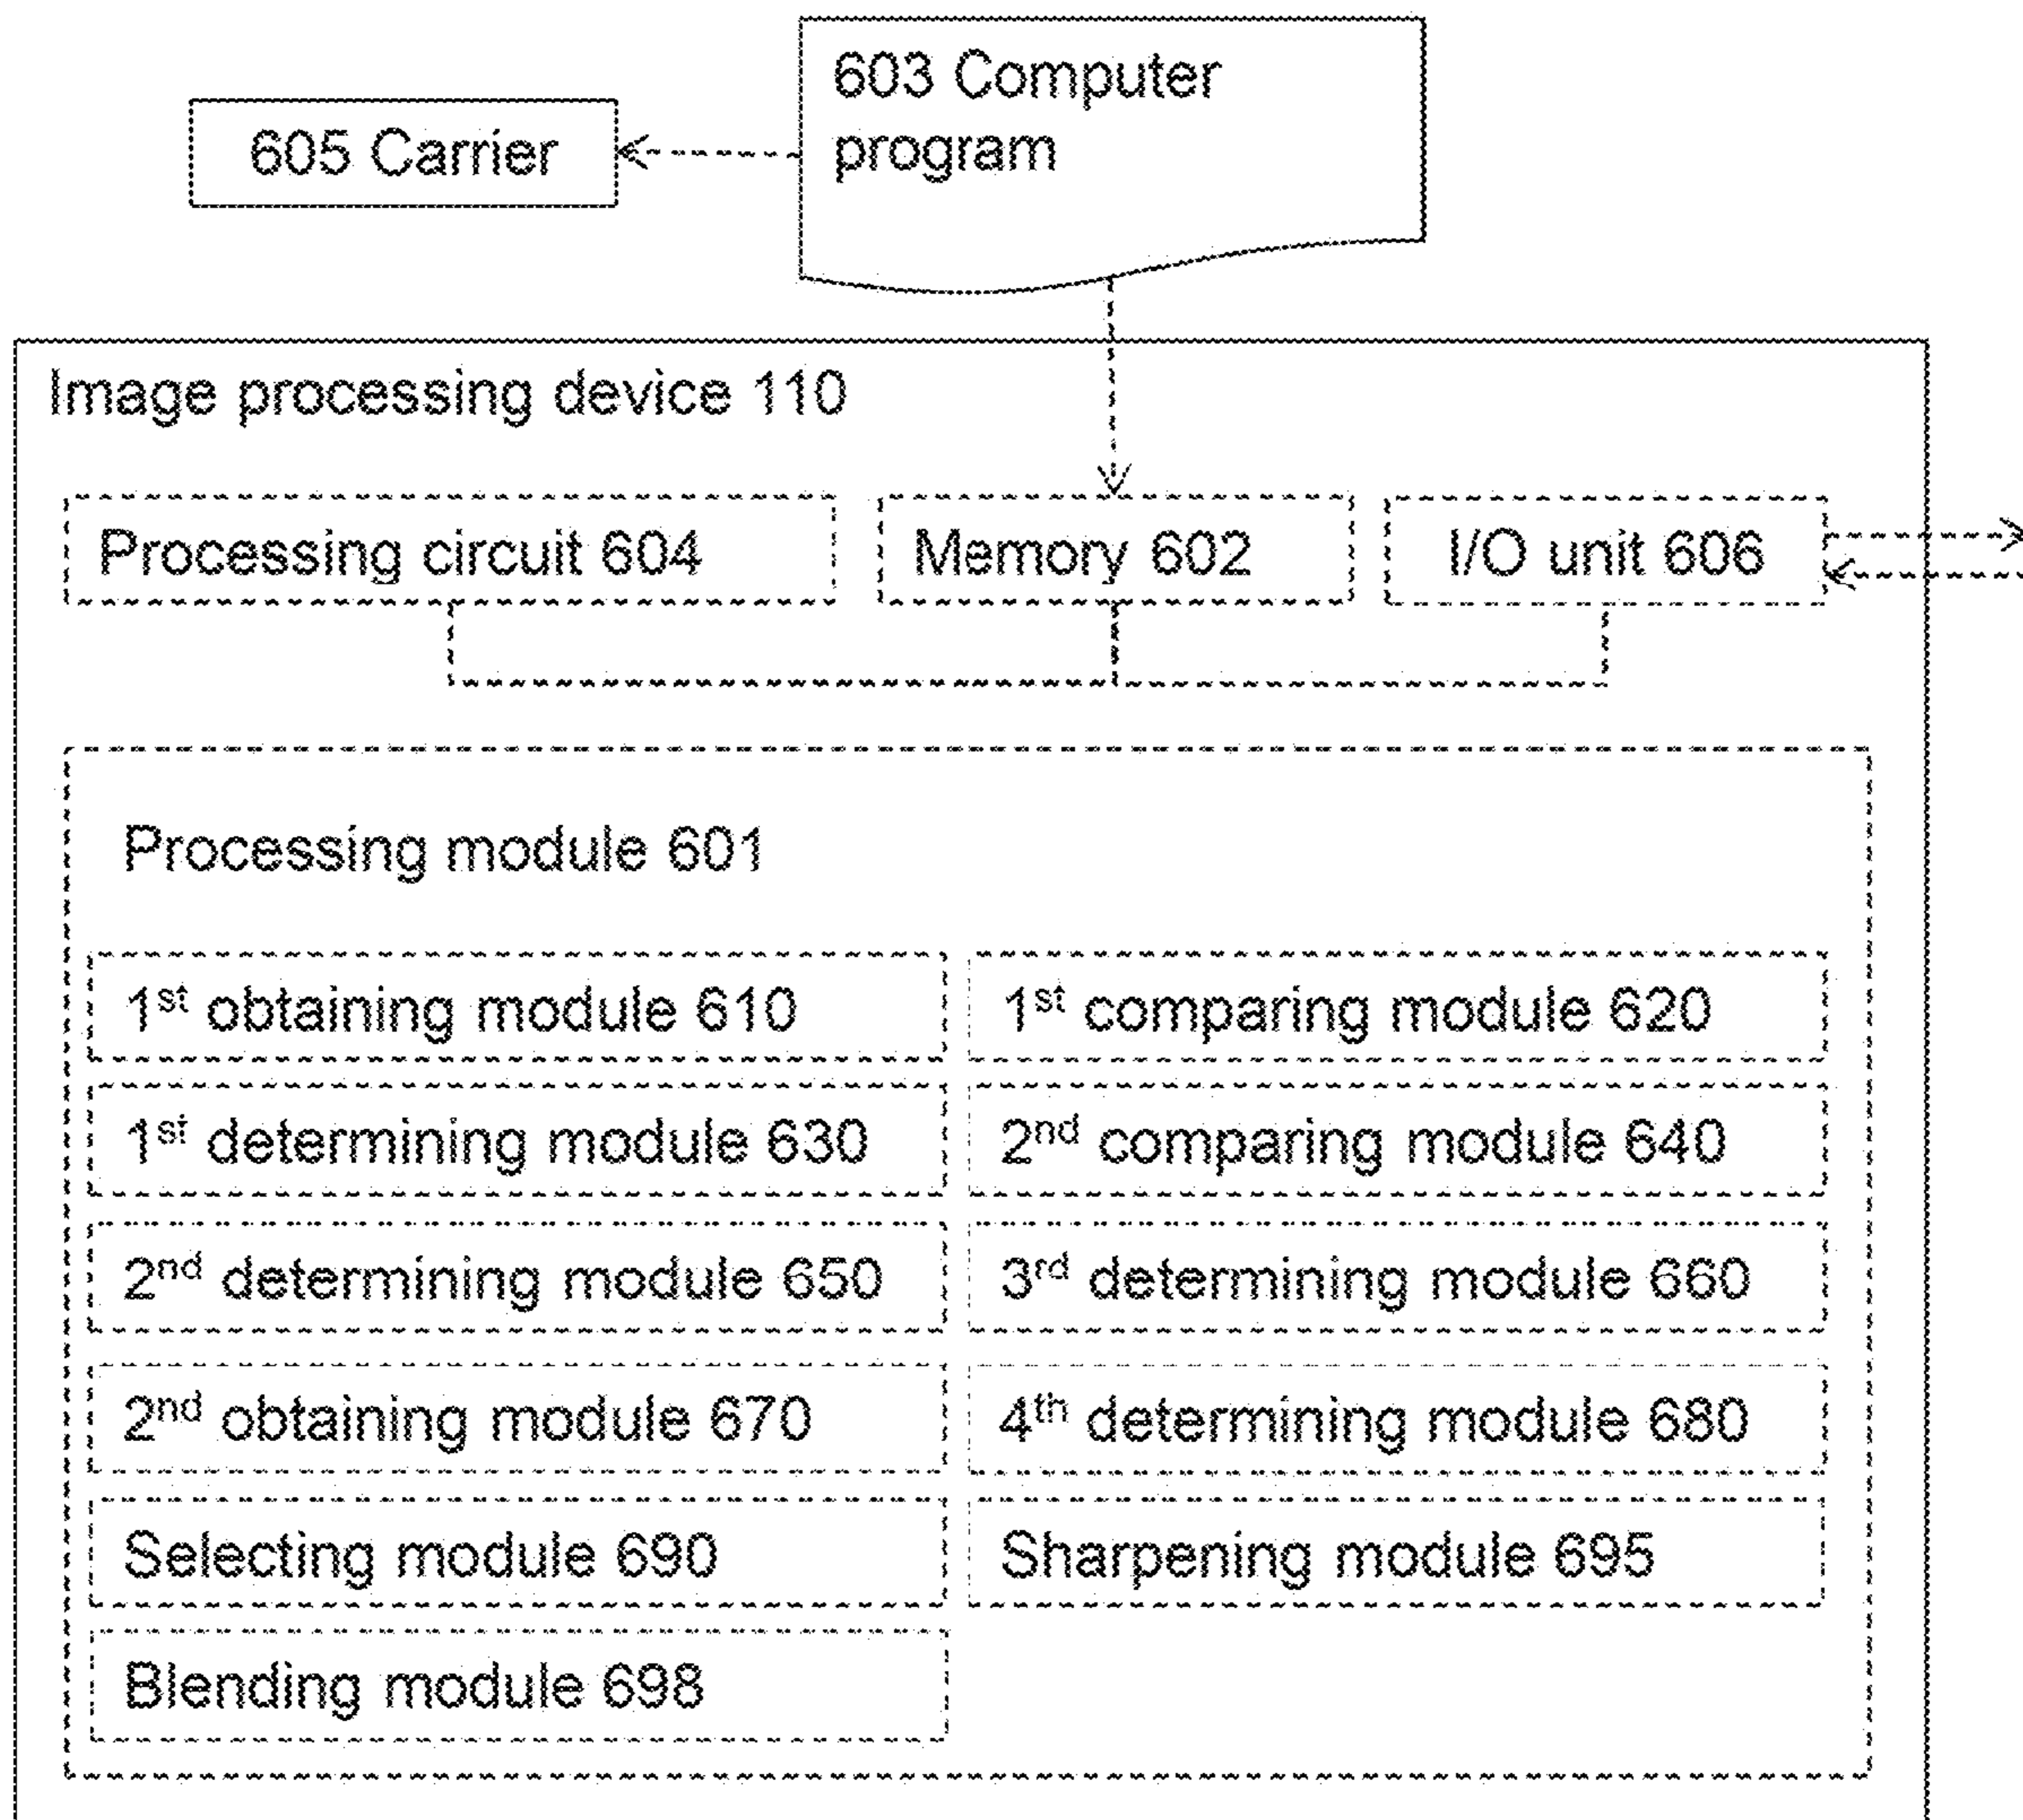 603 Computer
program
605 Carrier
Image processing device 110
Processing circuit 604
Memory 602
I/O unit 606
Processing module 601
1st obtaining module 610
1st comparing module 620
1st determining module 630
2nd comparing module 640
2nd determining module 650
3rd determining module 660
2nd obtaining module 670
4th determining module 680
Selecting module 690
Sharpening module 695
Blending module 698